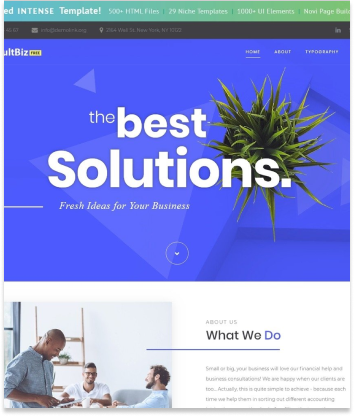 ed INTENSE Template! 500+ HTML Files | 29 Niche Templates | 1000+ UI Elements | Novi Page Build
info@demolink.org 2130 Wall St, New York, NY 10122 in
ultBiz FREE HOME ABOUT TYPOGRAPHY
the best
Solutions.
Fresh Ideas for Your Business
ABOUT US
What We Do
Small or big, your business will love our financial help and
business consultations! We are happy when our clients are
too... Actually, this is quite simple to achieve - because each
time we help them in sorting out different accounting